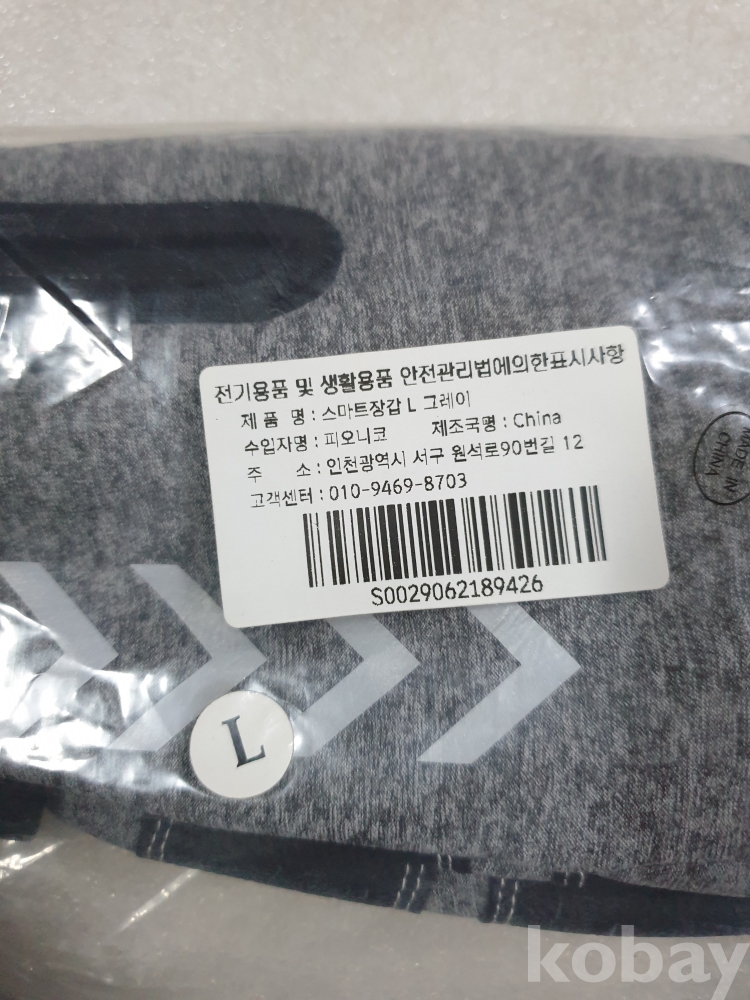 전기용품 및 생활용품 안전관리법에의한표시사항
제 품 명 : 스마트장갑 L 그레이
수입자명 : 피오니코 제조국명 : China
주 소 : 인천광역시 서구 원석로90번길 12
고객센터 : 010-9469-8703
S0029062189426
MADE IN
CHINA
L
kobay